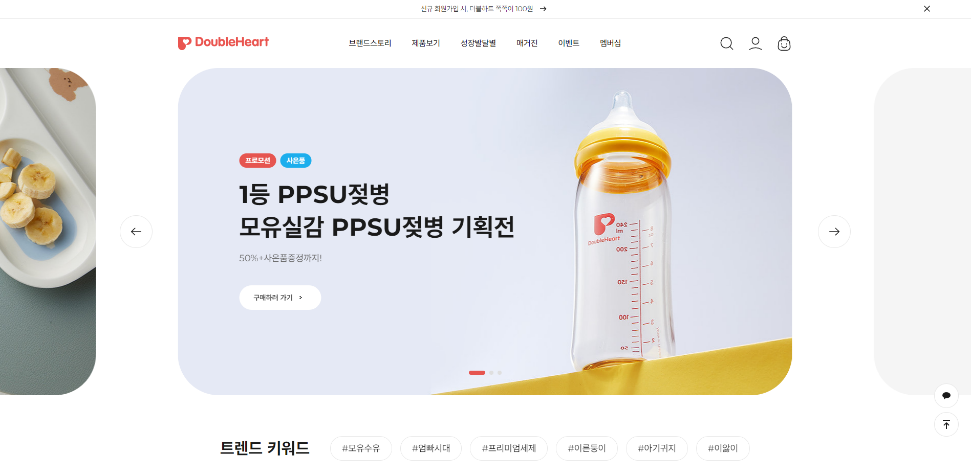 신규 회원가입 시, 더블하트 쪽쪽이 100원
DoubleHeart
브랜드스토리 제품보기 성장발달별 매거진 이벤트 멤버십
프로모션 사은품
1등 PPSU젖병
모유실감 PPSU젖병 기획전
50%+사은품증정까지!
구매하러 가기
240
ml
DoubleHeart
200
150
100
50
트렌드 키워드 #모유수유 #엄빠시대 #프리미엄세제 #이른둥이 #아기귀지 #이앓이